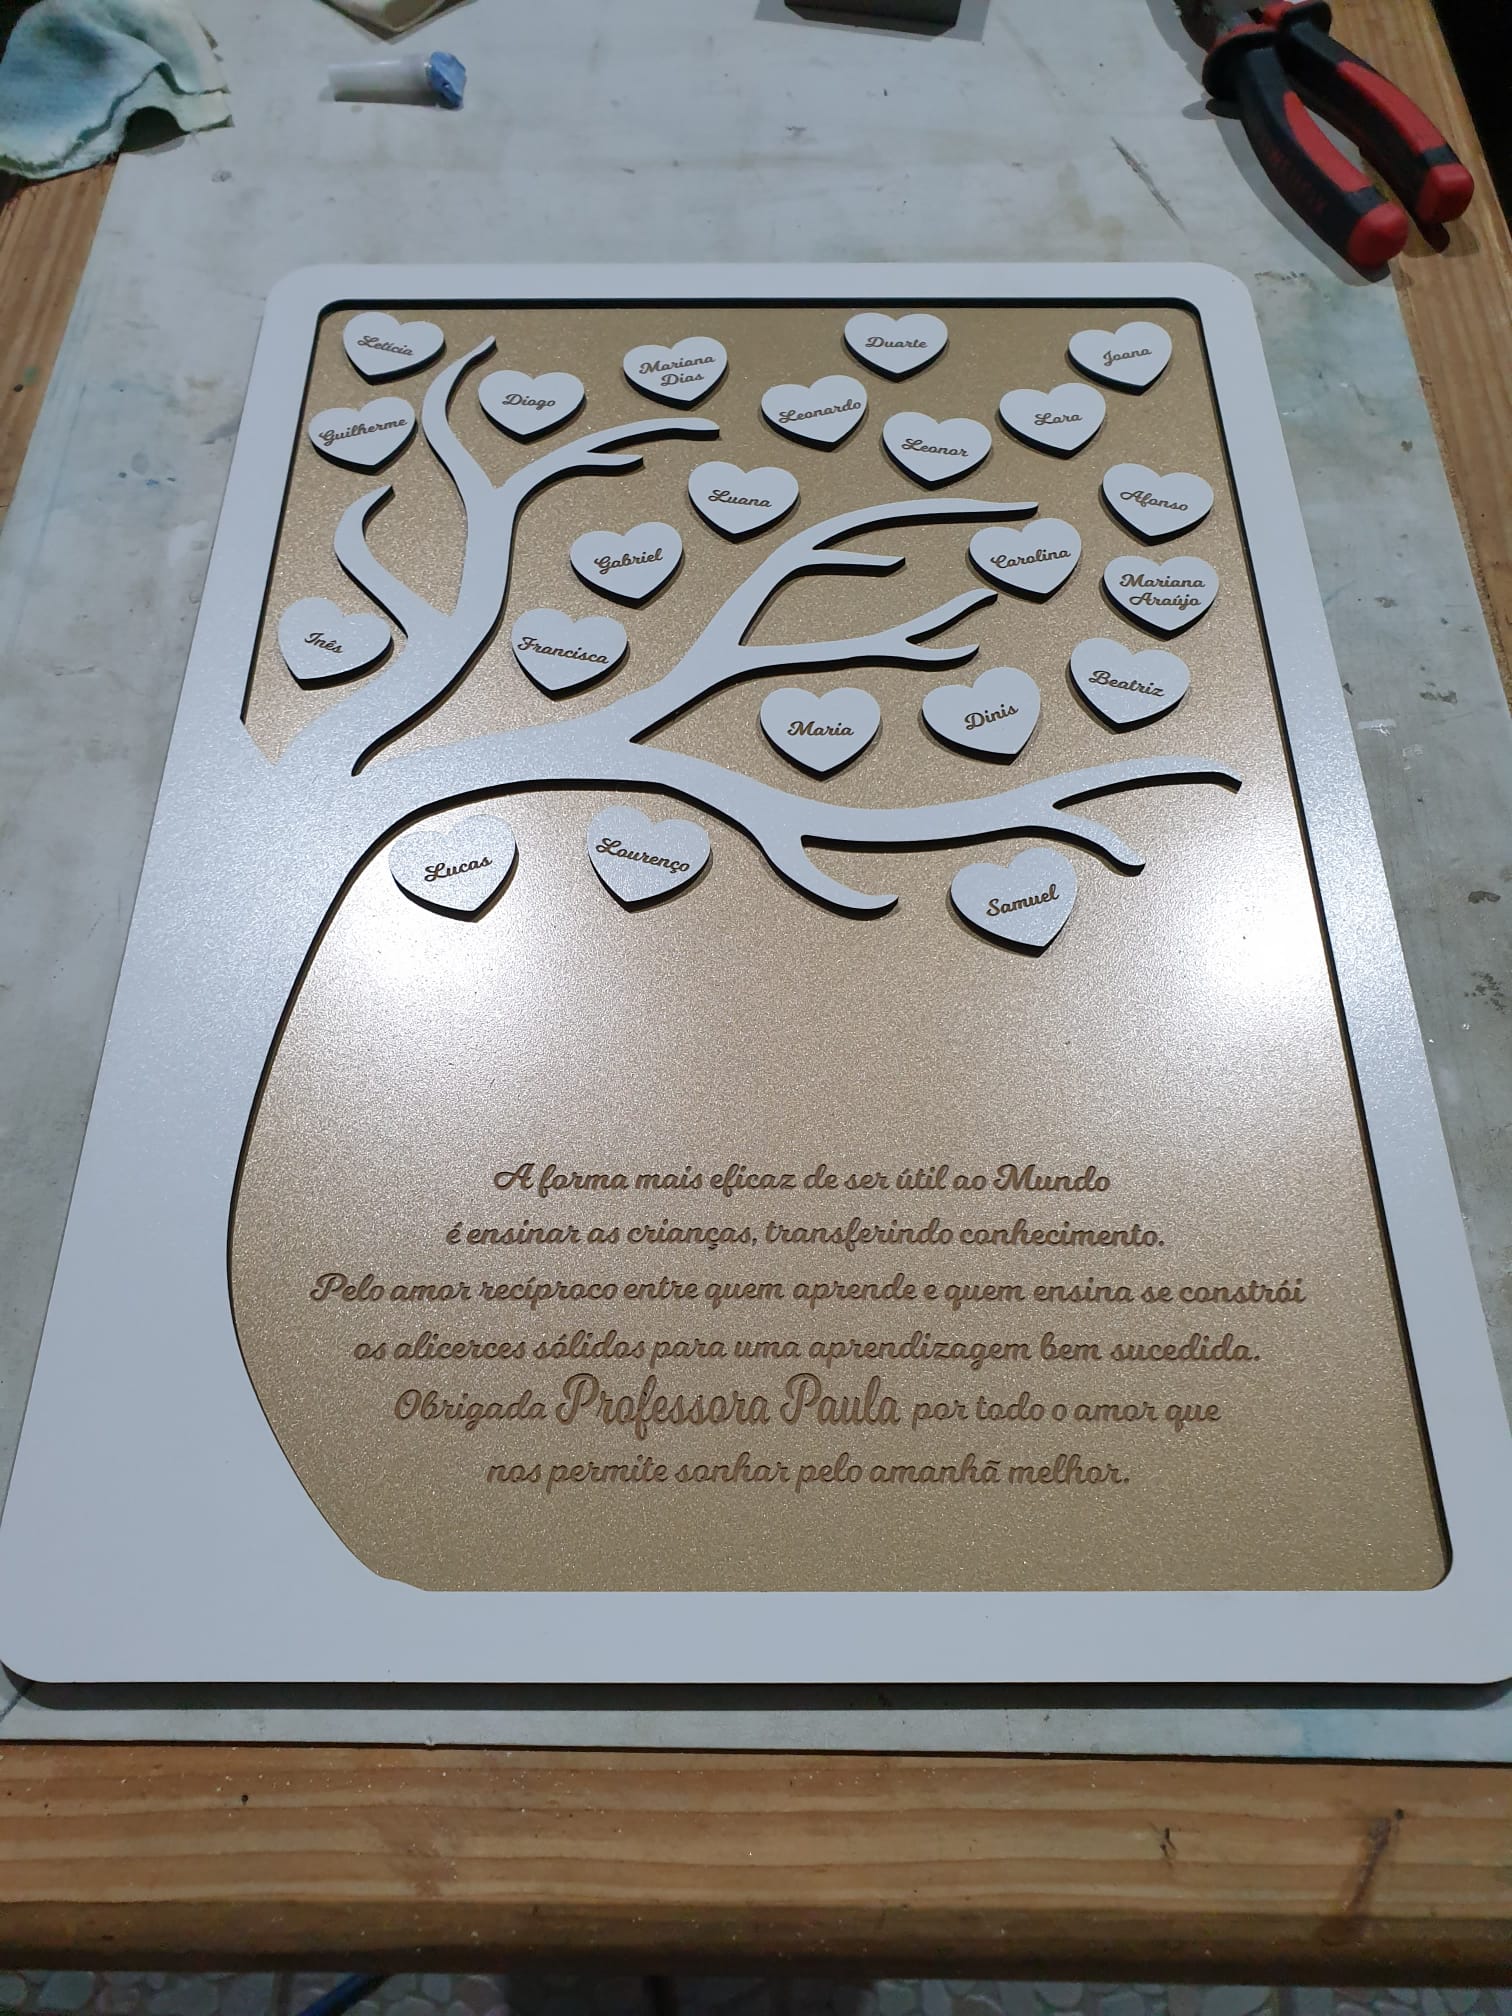 Letícia
Duarte
Joana
Mariana
Dias
Diogo
Leonardo
Lara
Guilherme
Leonor
Luana
Afonso
Gabriel
Carolina
Mariana
Araújo
Inês
Francisca
Beatriz
Maria
Dinis
Lucas
Lourenço
Samuel
A forma mais eficaz de ser útil ao Mundo
é ensinar as crianças, transferindo conhecimento.
Pelo amor recíproco entre quem aprende e quem ensina se constrói
os alicerces sólidos para uma aprendizagem bem sucedida.
Obrigada Professora Paula por todo o amor que
nos permite sonhar pelo amanhã melhor.